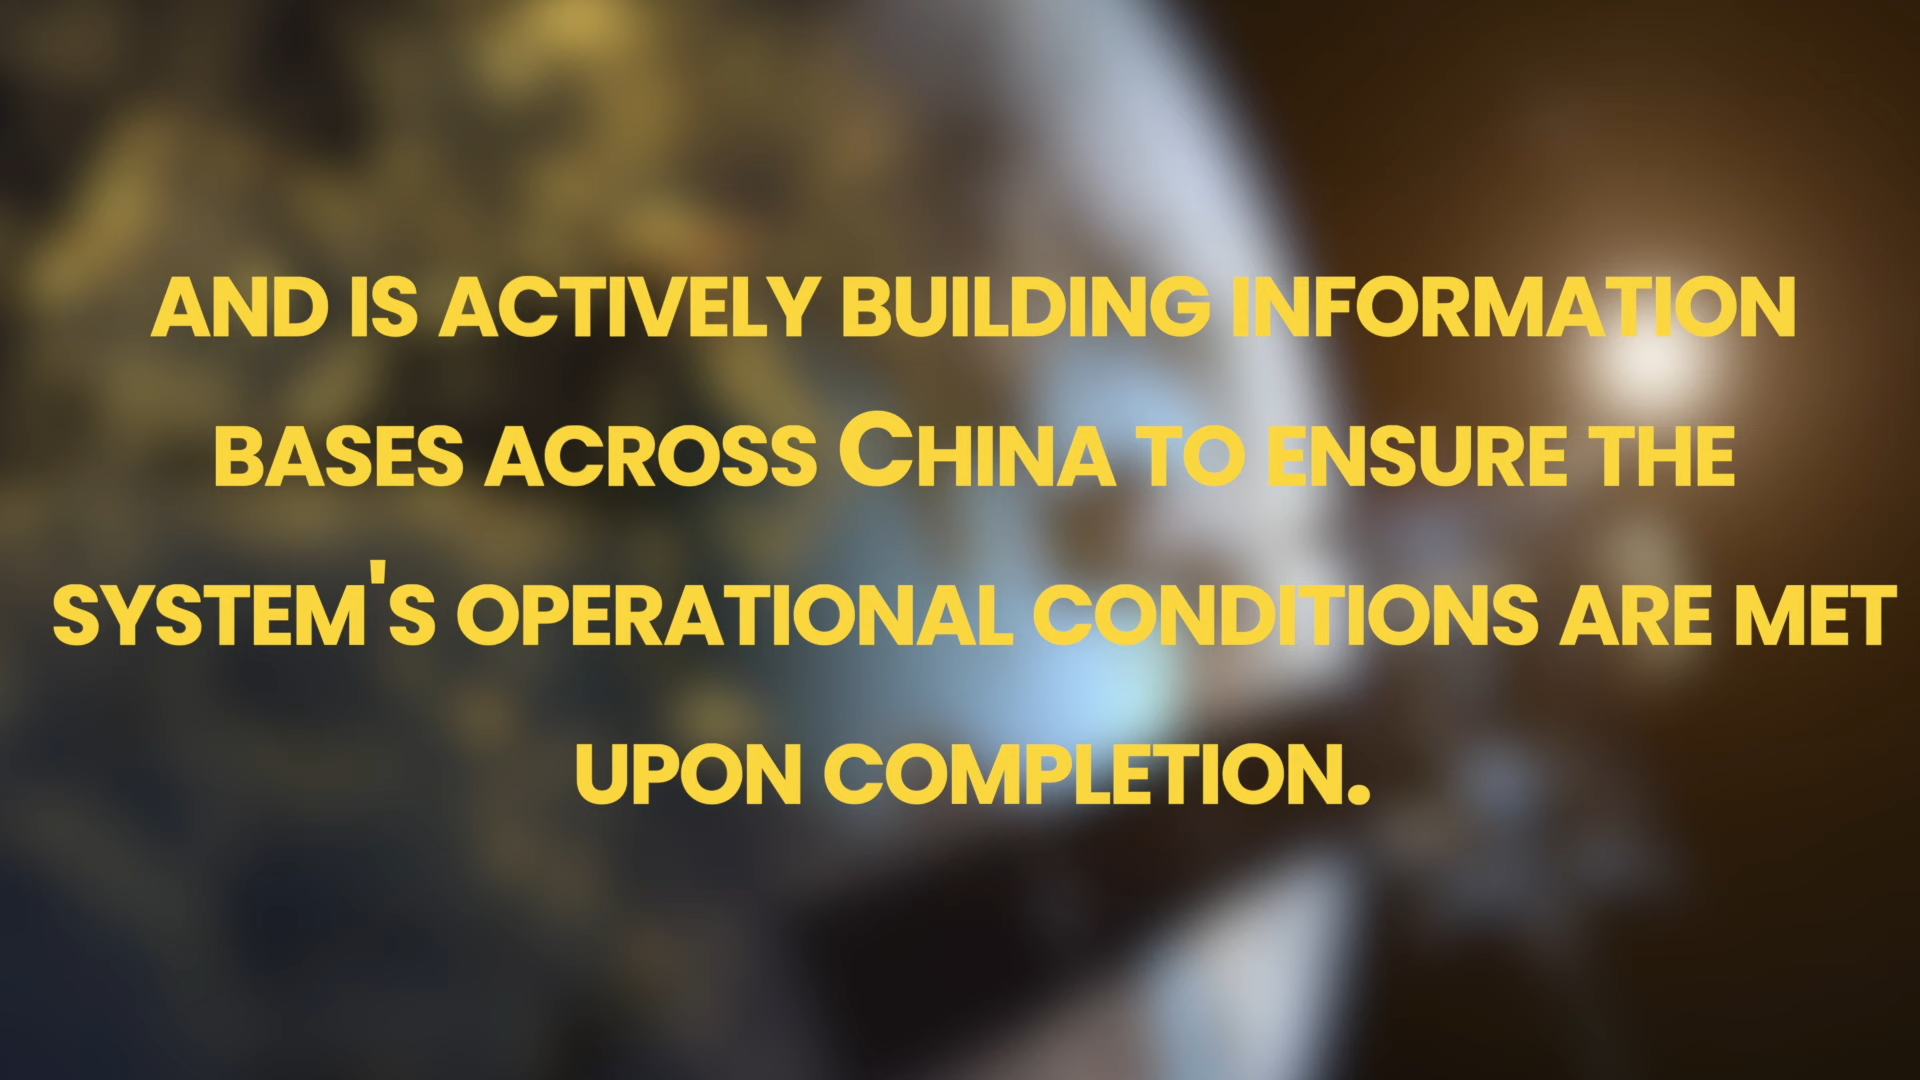 and is actively building information
bases across China to ensure the
system's operational conditions are met
upon completion.